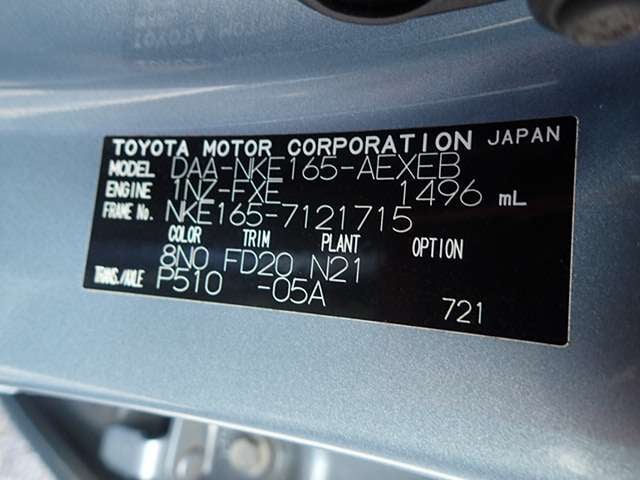 TOYOTA MOTOR CORPORATION JAPAN
MODEL DAA-NKE165-AEXEB
ENGINE 1NZ-FXE 1496 mL
FRAME No. NKE165-7121715
COLOR TRIM PLANT OPTION
8N0 FD20 N21
TRANS./AXLE P510 -05A
721